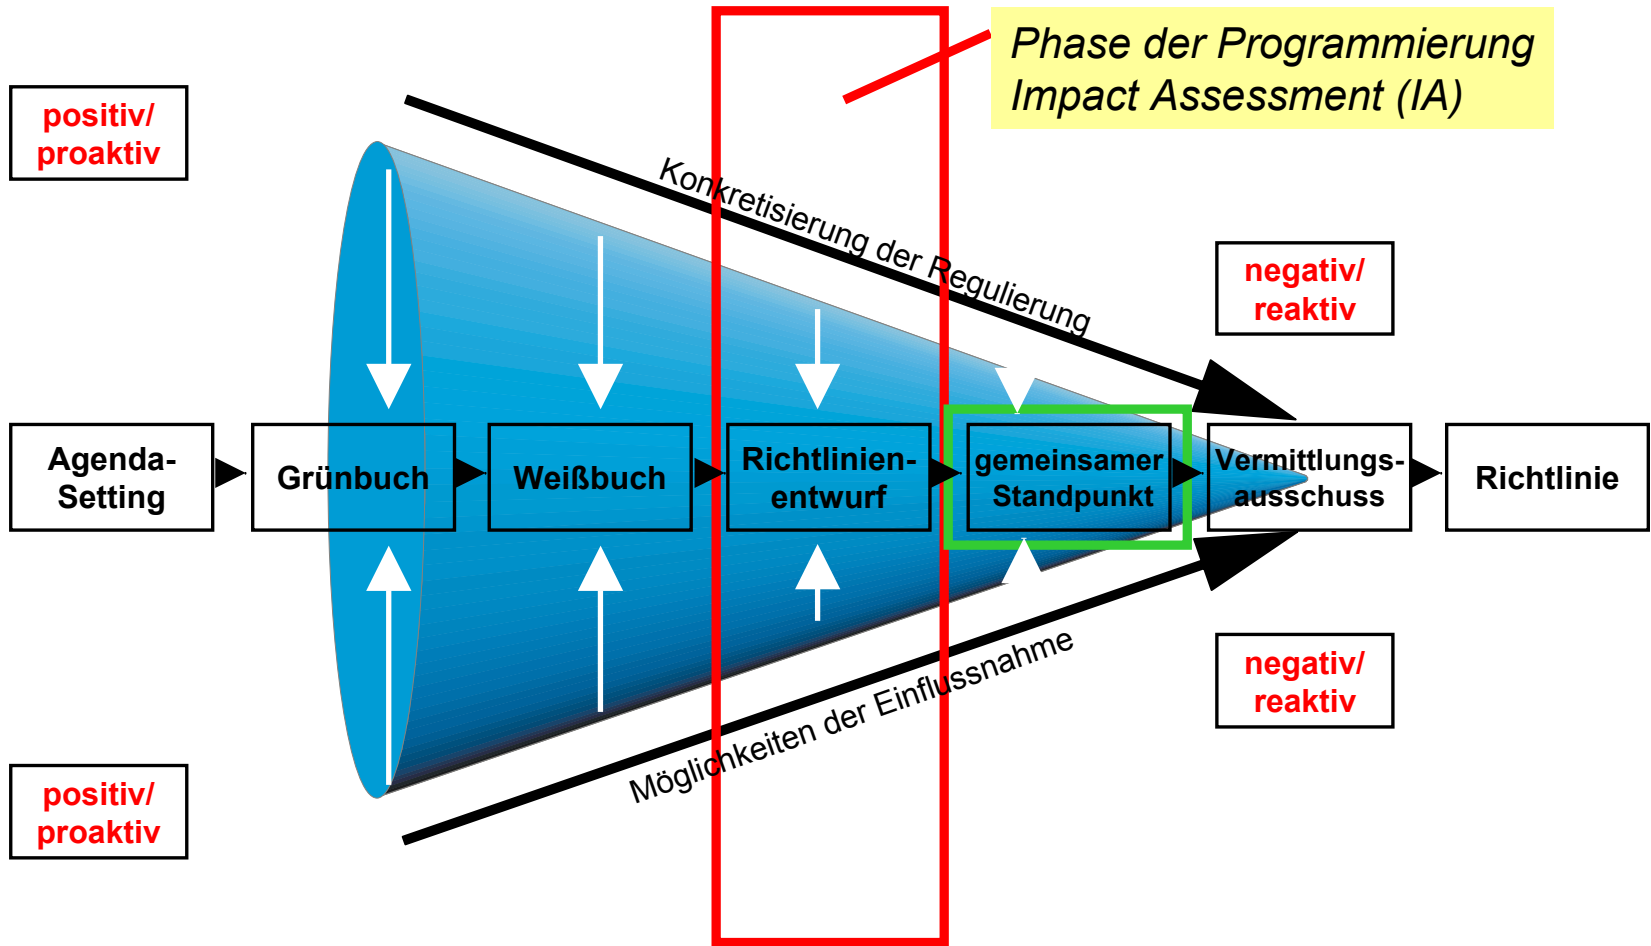 Phase der Programmierung
Impact Assessment (IA)
positiv/
proaktiv
Konkretisierung der Regulierung
negativ/
reaktiv
Agenda-
Setting
Grünbuch
Weißbuch
Richtlinien-
entwurf
gemeinsamer
Standpunkt
Vermittlungs-
ausschuss
Richtlinie
Möglichkeiten der Einflussnahme
negativ/
reaktiv
positiv/
proaktiv